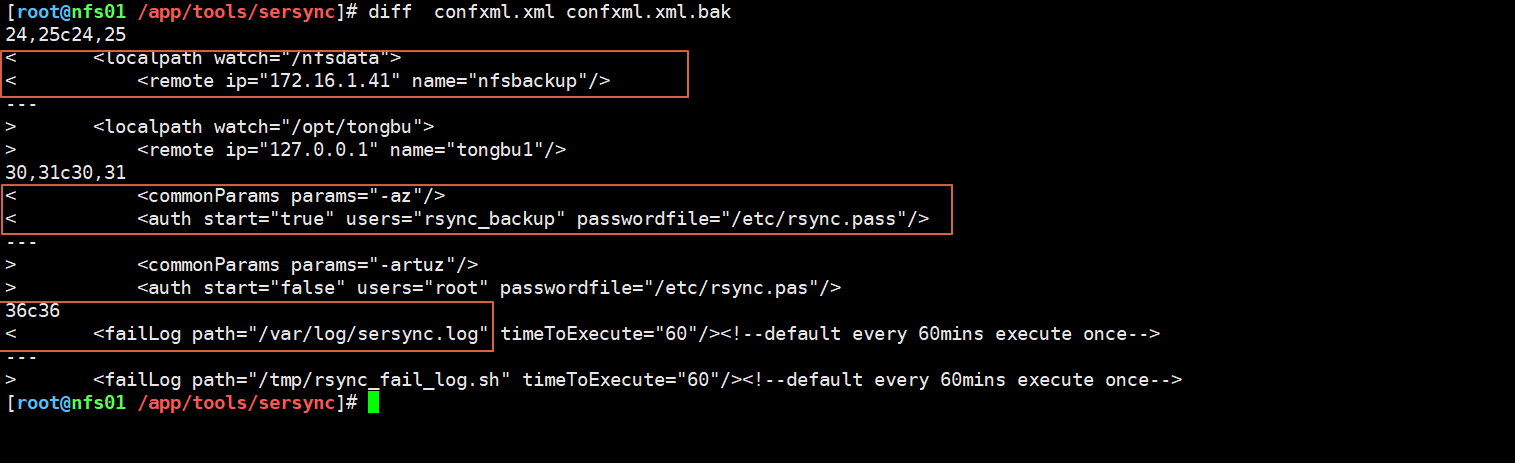 [root@nfs01 /app/tools/sersync]# diff  confxml.xml confxml.xml.bak
24,25c24,25
<       <localpath watch="/nfsdata">
<           <remote ip="172.16.1.41" name="nfsbackup"/>
---
>       <localpath watch="/opt/tongbu">
>           <remote ip="127.0.0.1" name="tongbu1"/>
30,31c30,31
<           <commonParams params="-az"/>
<           <auth start="true" users="rsync_backup" passwordfile="/etc/rsync.pass"/>
---
>           <commonParams params="-artuz"/>
>           <auth start="false" users="root" passwordfile="/etc/rsync.pas"/>
36c36
<       <failLog path="/var/log/sersync.log" timeToExecute="60"/><!--default every 60mins execute once-->
---
>       <failLog path="/tmp/rsync_fail_log.sh" timeToExecute="60"/><!--default every 60mins execute once-->
[root@nfs01 /app/tools/sersync]#